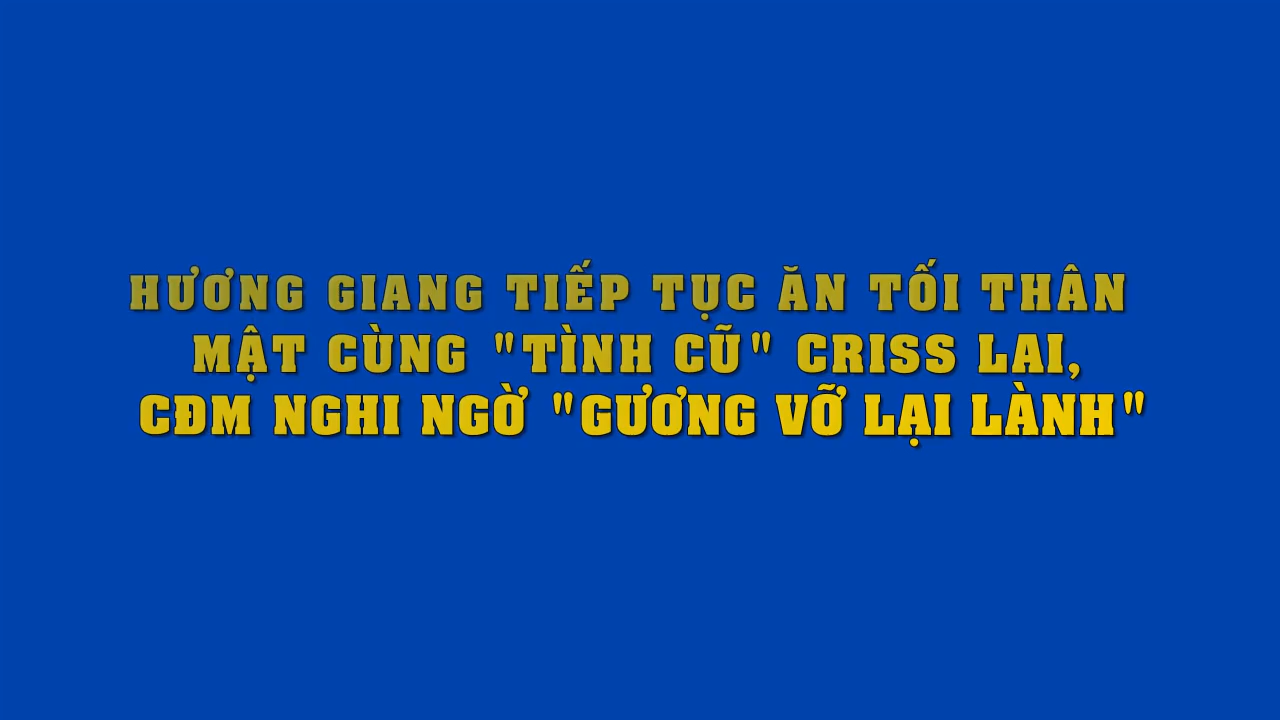 HƯƠNG GIANG TIẾP TỤC ĂN TỐI THÂN
MẬT CÙNG "TÌNH CŨ" CRISS LAI,
CĐM NGHI NGỜ "GƯƠNG VỠ LẠI LÀNH"